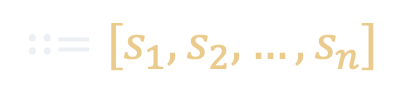 ::= [s₁, s₂, …, sₙ]